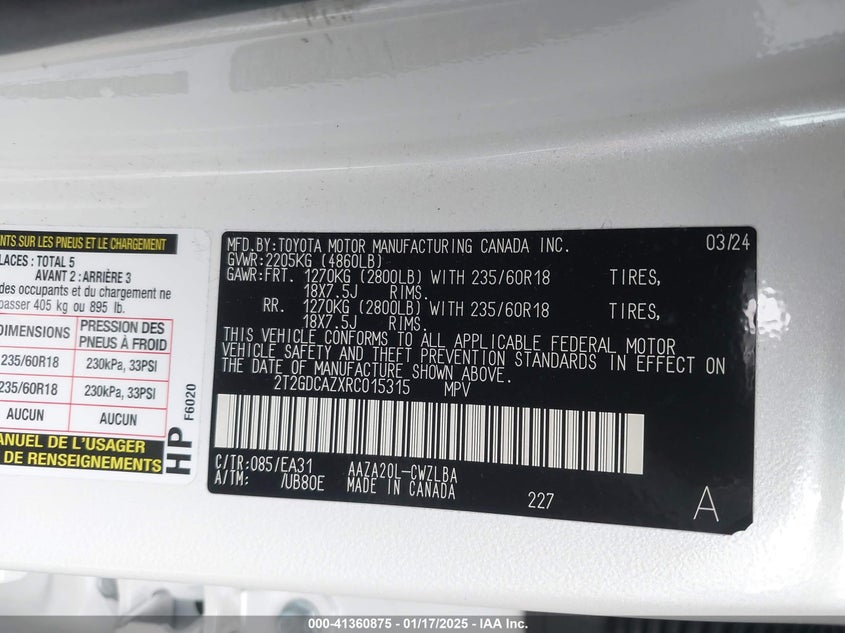 NTS SUR LES PNEUS ET LE CHARGEMENT
LACES : TOTAL 5
AVANT 2 : ARRIÈRE 3
des occupants et du chargement ne
passer 405 kg ou 895 lb.
DIMENSIONS PRESSION DES PNEUS À FROID
235/60R18 230kPa, 33PSI
235/60R18 230kPa, 33PSI
AUCUN AUCUN
ANUEL DE L'USAGER
DE RENSEIGNEMENTS
HP F6020
MFD.BY:TOYOTA MOTOR MANUFACTURING CANADA INC. 03/24
GVWR:2205KG (4860LB)
GAWR:FRT. 1270KG (2800LB) WITH 235/60R18 TIRES,
18X7.5J RIMS.
RR. 1270KG (2800LB) WITH 235/60R18 TIRES,
18X7.5J RIMS.
THIS VEHICLE CONFORMS TO ALL APPLICABLE FEDERAL MOTOR
VEHICLE SAFETY AND THEFT PREVENTION STANDARDS IN EFFECT ON
THE DATE OF MANUFACTURE SHOWN ABOVE.
2T2GDCAZXRC015315 MPV
C/TR:085/EA31 AAZA20L-CWZLBA
A/TM: /UB80E MADE IN CANADA
227 A
000-41360875 - 01/17/2025 - IAA Inc.